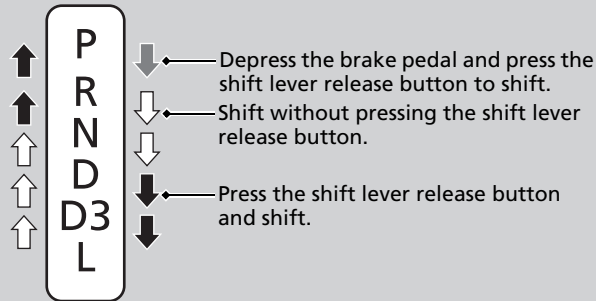 P
R
N
D
D3
L
Depress the brake pedal and press the
shift lever release button to shift.
Shift without pressing the shift lever
release button.
Press the shift lever release button
and shift.